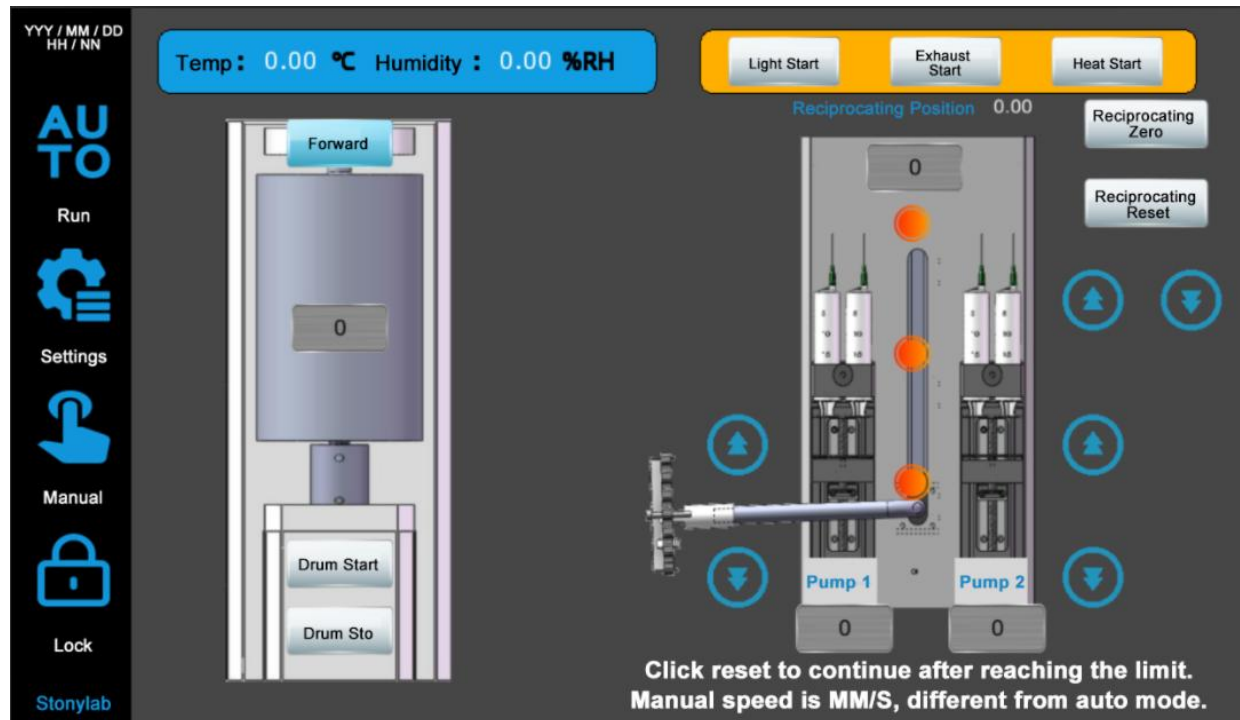 YYY / MM / DD
HH / NN
AU
TO
Run
Settings
Manual
Lock
Stonylab
Temp: 0.00 ℃ Humidity : 0.00 %RH
Light Start
Exhaust
Start
Heat Start
Forward
0
Drum Start
Drum Sto
Reciprocating Position 0.00
Reciprocating
Zero
Reciprocating
Reset
0
Pump 1
Pump 2
0
0
Click reset to continue after reaching the limit.
Manual speed is MM/S, different from auto mode.